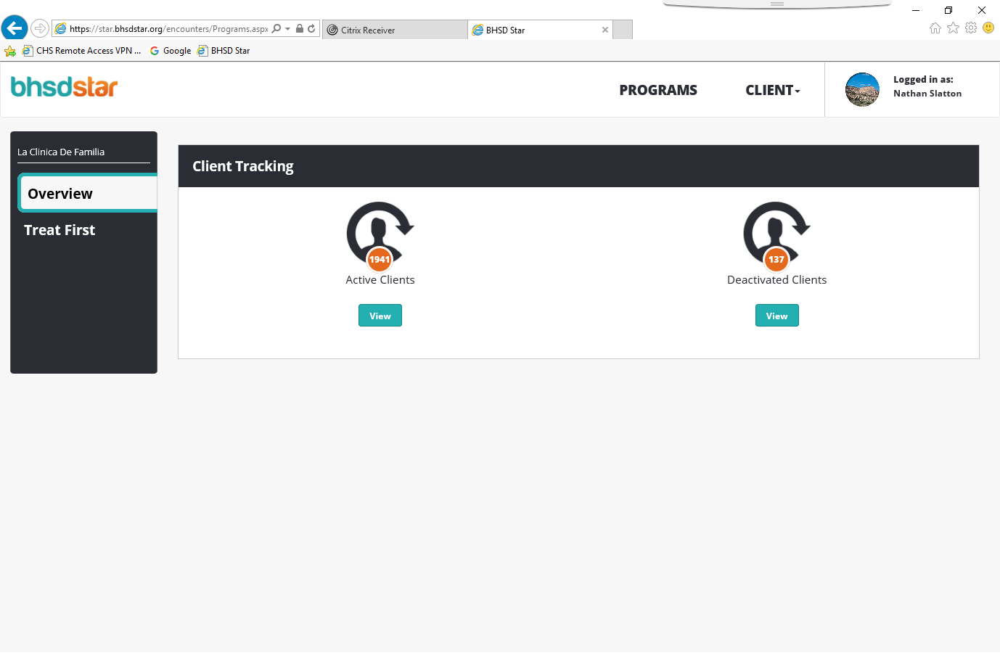 https://star.bhsdstar.org/encounters/Programs.aspx
Citrix Receiver
BHSD Star
CHS Remote Access VPN ...
Google
BHSD Star
bhsdstar
PROGRAMS
CLIENT
Logged in as:
Nathan Slatton
La Clinica De Familia
Overview
Treat First
Client Tracking
1941
Active Clients
View
137
Deactivated Clients
View